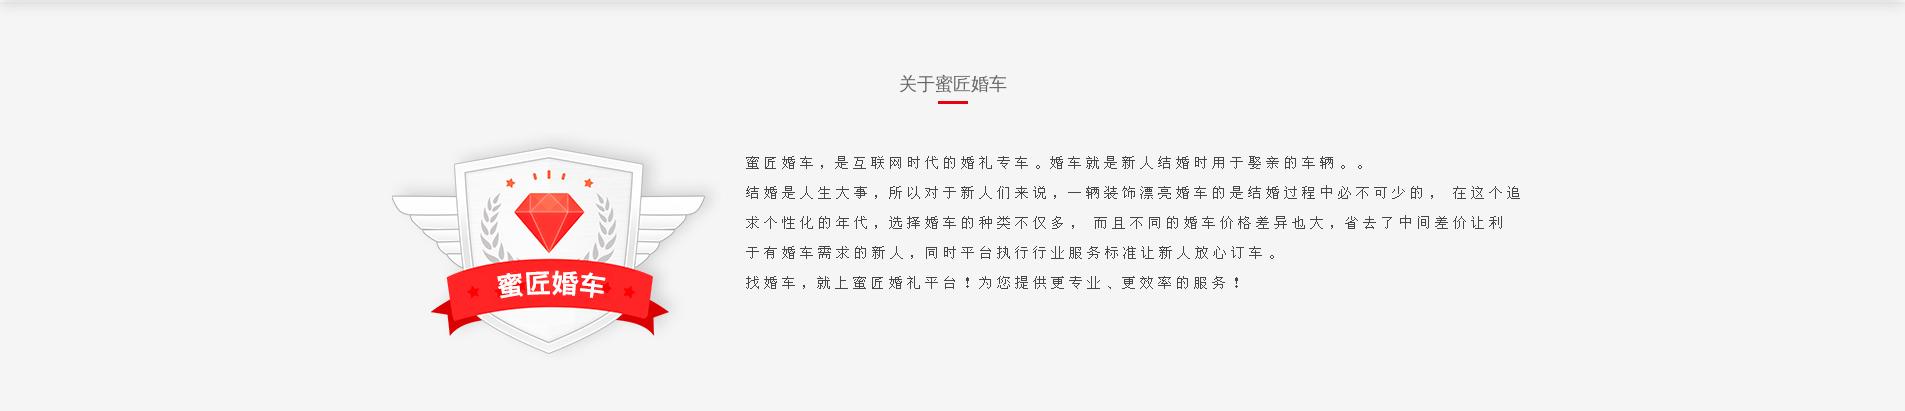 关于蜜匠婚车
蜜匠婚车，是互联网时代的婚礼专车。婚车就是新人结婚时用于娶亲的车辆。。
结婚是人生大事，所以对于新人们来说，一辆装饰漂亮婚车的是结婚过程中必不可少的， 在这个追
求个性化的年代，选择婚车的种类不仅多， 而且不同的婚车价格差异也大，省去了中间差价让利
于有婚车需求的新人，同时平台执行行业服务标准让新人放心订车。
找婚车，就上蜜匠婚礼平台！为您提供更专业、更效率的服务！
蜜匠婚车